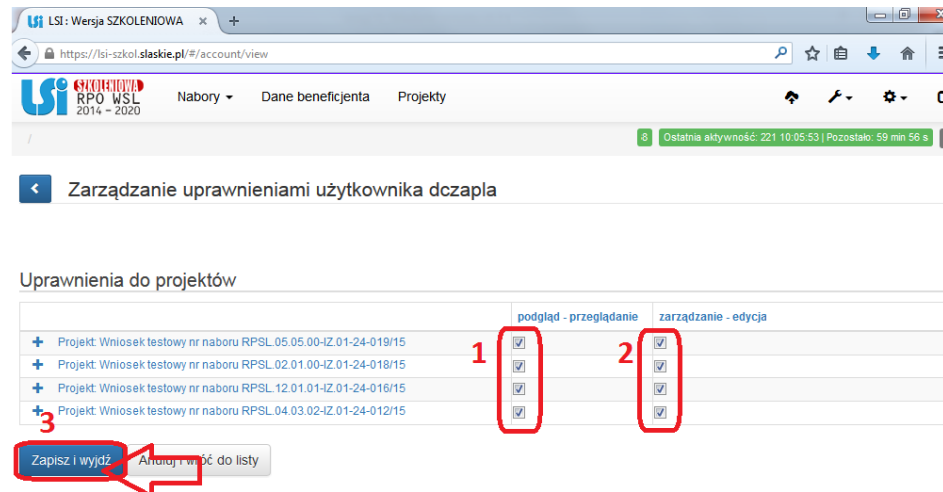 LSI : Wersja SZKOLENIOWA × +
https://lsi-szkol.slaskie.pl/#/account/view
LSI SZKOLENIOWA
RPO WSL
2014 – 2020
Nabory Dane beneficjenta Projekty
/
Ostatnia aktywność: 221 10:05:53 | Pozostało: 59 min 56 s
Zarządzanie uprawnieniami użytkownika dczapla
Uprawnienia do projektów
podgląd - przeglądanie zarządzanie - edycja
+ Projekt: Wniosek testowy nr naboru RPSL.05.05.00-IZ.01-24-019/15
1 2
+ Projekt: Wniosek testowy nr naboru RPSL.02.01.00-IZ.01-24-018/15
+ Projekt: Wniosek testowy nr naboru RPSL.12.01.01-IZ.01-24-016/15
+ Projekt: Wniosek testowy nr naboru RPSL.04.03.02-IZ.01-24-012/15
3
Zapisz i wyjdź Anuluj i wróć do listy